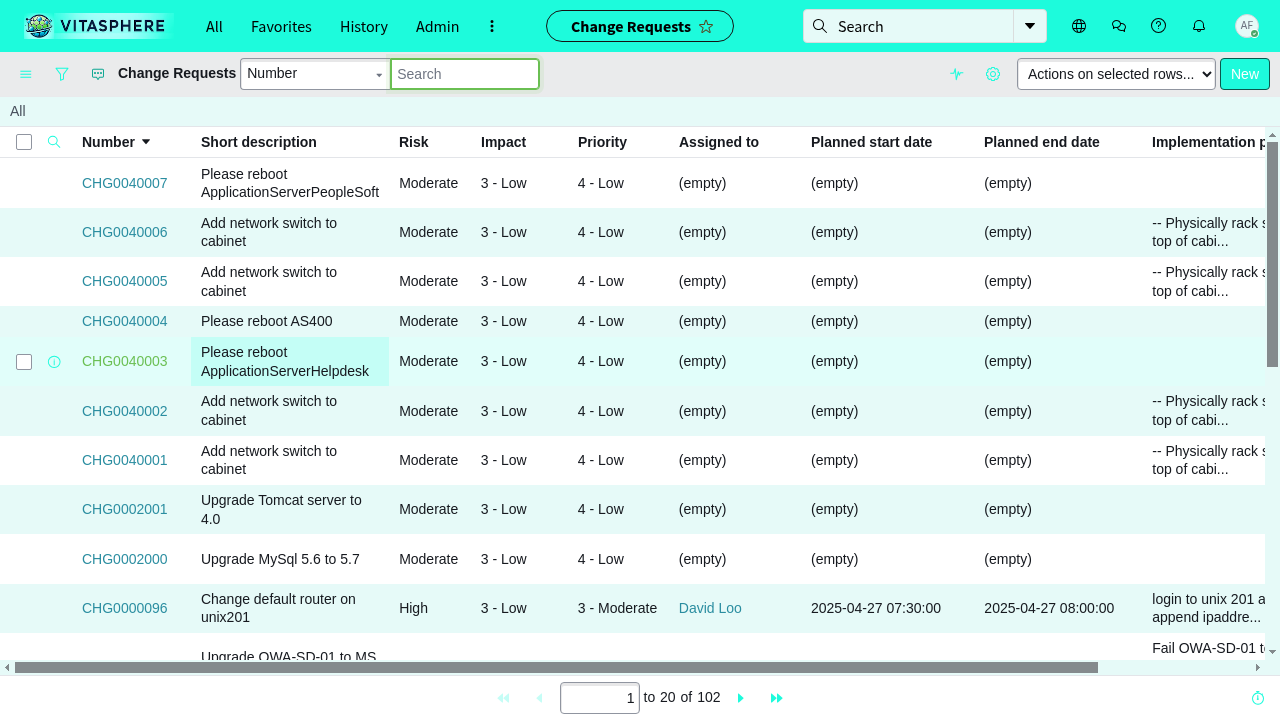 VITASPHERE All Favorites History Admin Change Requests Search AF
Change Requests Number Search Actions on selected rows... New
All
Number Short description Risk Impact Priority Assigned to Planned start date Planned end date Implementation p
CHG0040007 Please reboot ApplicationServerPeopleSoft Moderate 3 - Low 4 - Low (empty) (empty) (empty)
CHG0040006 Add network switch to cabinet Moderate 3 - Low 4 - Low (empty) (empty) (empty) -- Physically rack s top of cabi...
CHG0040005 Add network switch to cabinet Moderate 3 - Low 4 - Low (empty) (empty) (empty) -- Physically rack s top of cabi...
CHG0040004 Please reboot AS400 Moderate 3 - Low 4 - Low (empty) (empty) (empty)
CHG0040003 Please reboot ApplicationServerHelpdesk Moderate 3 - Low 4 - Low (empty) (empty) (empty)
CHG0040002 Add network switch to cabinet Moderate 3 - Low 4 - Low (empty) (empty) (empty) -- Physically rack s top of cabi...
CHG0040001 Add network switch to cabinet Moderate 3 - Low 4 - Low (empty) (empty) (empty) -- Physically rack s top of cabi...
CHG0002001 Upgrade Tomcat server to 4.0 Moderate 3 - Low 4 - Low (empty) (empty) (empty)
CHG0002000 Upgrade MySql 5.6 to 5.7 Moderate 3 - Low 4 - Low (empty) (empty) (empty)
CHG0000096 Change default router on unix201 High 3 - Low 3 - Moderate David Loo 2025-04-27 07:30:00 2025-04-27 08:00:00 login to unix 201 a append ipaddre...
Upgrade OWA-SD-01 to MS Fail OWA-SD-01 to
1 to 20 of 102